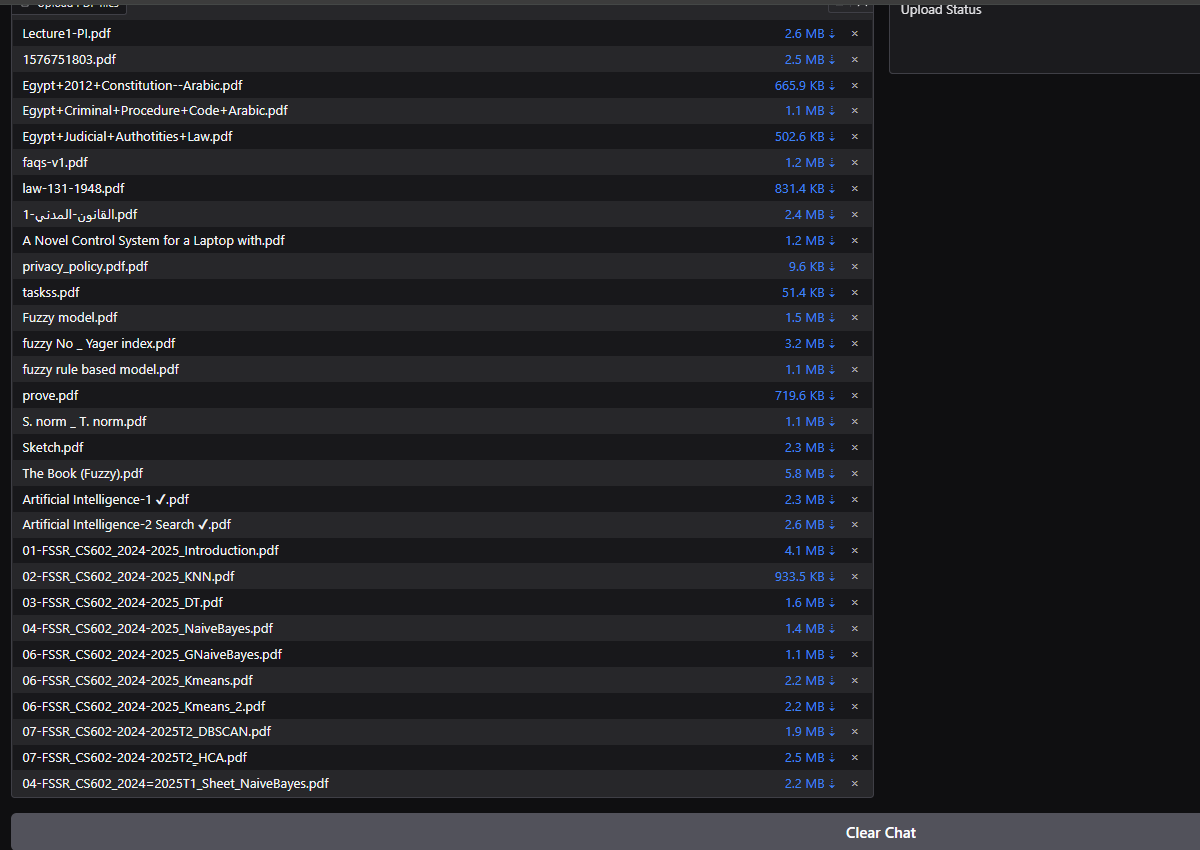 Upload PDF files
Upload Status
Lecture1-PI.pdf 2.6 MB ⇣ ×
1576751803.pdf 2.5 MB ⇣ ×
Egypt+2012+Constitution--Arabic.pdf 665.9 KB ⇣ ×
Egypt+Criminal+Procedure+Code+Arabic.pdf 1.1 MB ⇣ ×
Egypt+Judicial+Authotities+Law.pdf 502.6 KB ⇣ ×
faqs-v1.pdf 1.2 MB ⇣ ×
law-131-1948.pdf 831.4 KB ⇣ ×
1-القانون-المدني.pdf 2.4 MB ⇣ ×
A Novel Control System for a Laptop with.pdf 1.2 MB ⇣ ×
privacy_policy.pdf.pdf 9.6 KB ⇣ ×
taskss.pdf 51.4 KB ⇣ ×
Fuzzy model.pdf 1.5 MB ⇣ ×
fuzzy No _ Yager index.pdf 3.2 MB ⇣ ×
fuzzy rule based model.pdf 1.1 MB ⇣ ×
prove.pdf 719.6 KB ⇣ ×
S. norm _ T. norm.pdf 1.1 MB ⇣ ×
Sketch.pdf 2.3 MB ⇣ ×
The Book (Fuzzy).pdf 5.8 MB ⇣ ×
Artificial Intelligence-1 ✓.pdf 2.3 MB ⇣ ×
Artificial Intelligence-2 Search ✓.pdf 2.6 MB ⇣ ×
01-FSSR_CS602_2024-2025_Introduction.pdf 4.1 MB ⇣ ×
02-FSSR_CS602_2024-2025_KNN.pdf 933.5 KB ⇣ ×
03-FSSR_CS602_2024-2025_DT.pdf 1.6 MB ⇣ ×
04-FSSR_CS602_2024-2025_NaiveBayes.pdf 1.4 MB ⇣ ×
06-FSSR_CS602_2024-2025_GNaiveBayes.pdf 1.1 MB ⇣ ×
06-FSSR_CS602_2024-2025_Kmeans.pdf 2.2 MB ⇣ ×
06-FSSR_CS602_2024-2025_Kmeans_2.pdf 2.2 MB ⇣ ×
07-FSSR_CS602-2024-2025T2_DBSCAN.pdf 1.9 MB ⇣ ×
07-FSSR_CS602-2024-2025T2_HCA.pdf 2.5 MB ⇣ ×
04-FSSR_CS602_2024=2025T1_Sheet_NaiveBayes.pdf 2.2 MB ⇣ ×
Clear Chat